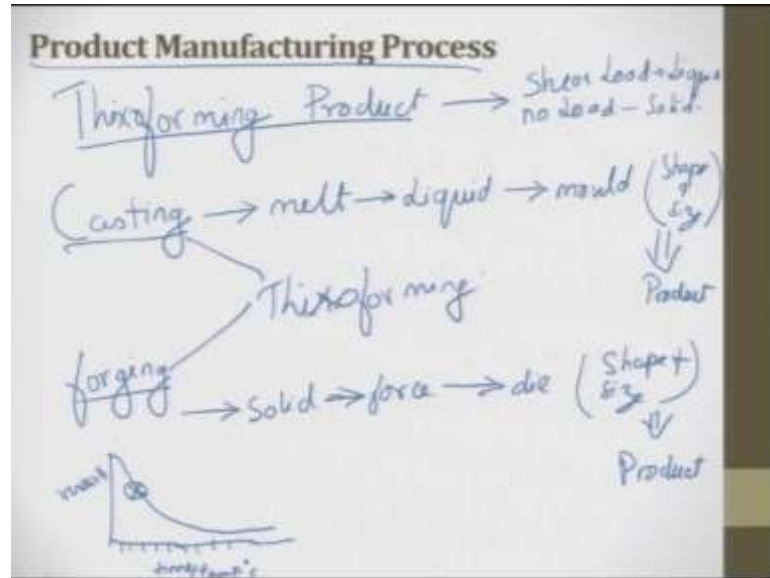 Product Manufacturing Process
Thixoforming Product → Shear Load - Liquid
no Load - Solid.
Casting → melt → Liquid → mould (Shape
&
Size)
⇓
Product
Thixoforming
forging → Solid ⇒ force → die (Shape +
Size)
⇓
Product